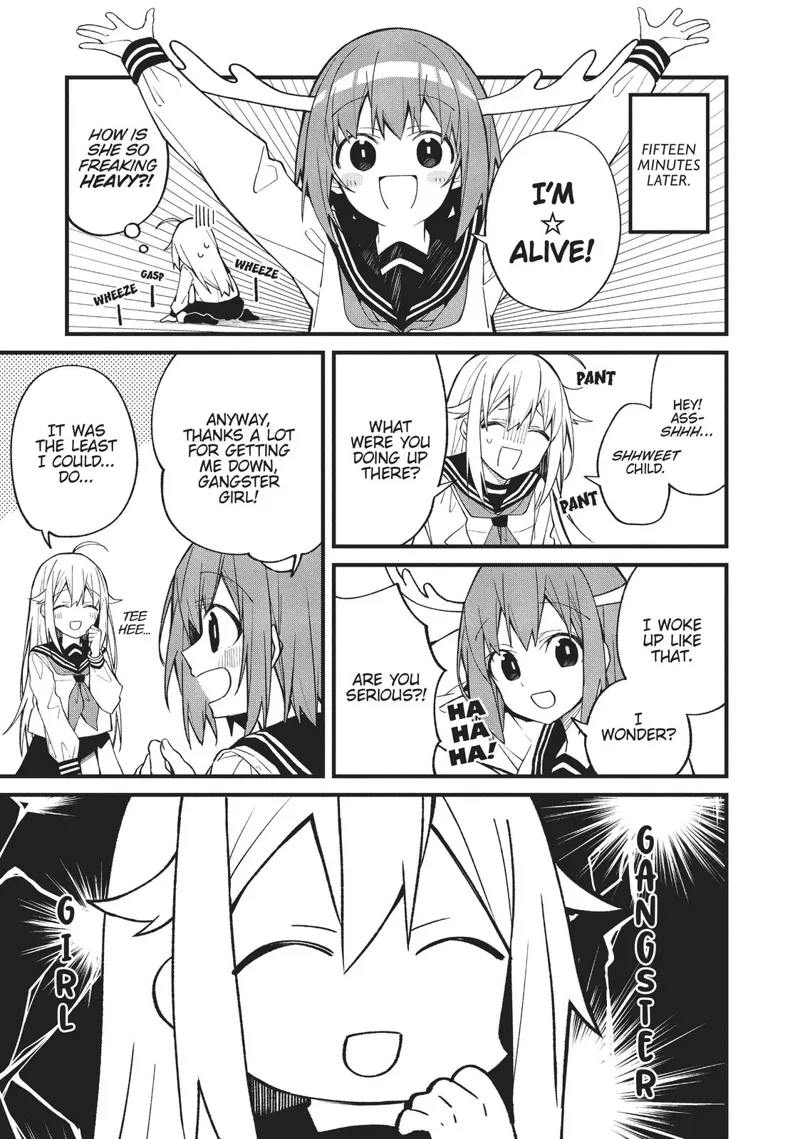 FIFTEEN
MINUTES
LATER.
I'M
☆
ALIVE!
HOW IS
SHE SO
FREAKING
HEAVY?!
WHEEZE
GASP
WHEEZE
HEY!
ASS-
SHHH...
SHHWEET
CHILD.
PANT
PANT
WHAT
WERE YOU
DOING UP
THERE?
I WOKE
UP LIKE
THAT.
I
WONDER?
HA
HA
HA!
ARE YOU
SERIOUS?!
ANYWAY,
THANKS A LOT
FOR GETTING
ME DOWN,
GANGSTER
GIRL!
IT WAS
THE LEAST
I COULD...
DO...
TEE
HEE...
GANGSTER
GIRL